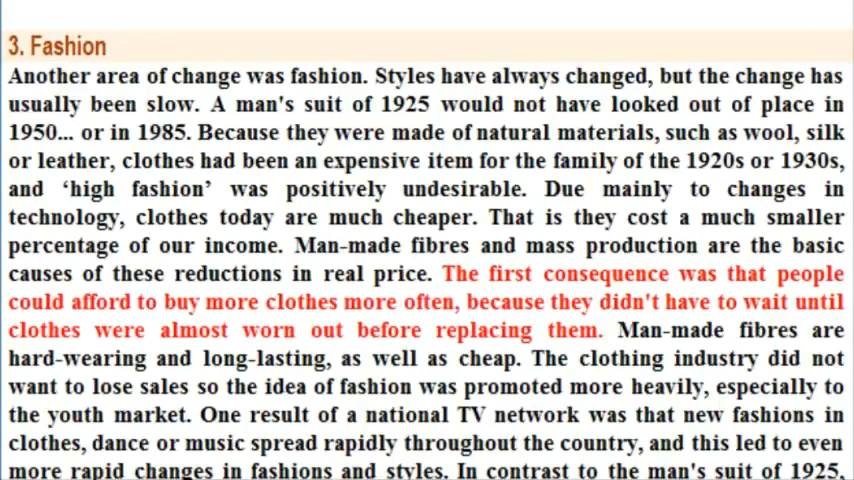 3. Fashion
Another area of change was fashion. Styles have always changed, but the change has
usually been slow. A man's suit of 1925 would not have looked out of place in
1950... or in 1985. Because they were made of natural materials, such as wool, silk
or leather, clothes had been an expensive item for the family of the 1920s or 1930s,
and ‘high fashion’ was positively undesirable. Due mainly to changes in
technology, clothes today are much cheaper. That is they cost a much smaller
percentage of our income. Man-made fibres and mass production are the basic
causes of these reductions in real price. The first consequence was that people
could afford to buy more clothes more often, because they didn't have to wait until
clothes were almost worn out before replacing them. Man-made fibres are
hard-wearing and long-lasting, as well as cheap. The clothing industry did not
want to lose sales so the idea of fashion was promoted more heavily, especially to
the youth market. One result of a national TV network was that new fashions in
clothes, dance or music spread rapidly throughout the country, and this led to even
more rapid changes in fashions and styles. In contrast to the man's suit of 1925,